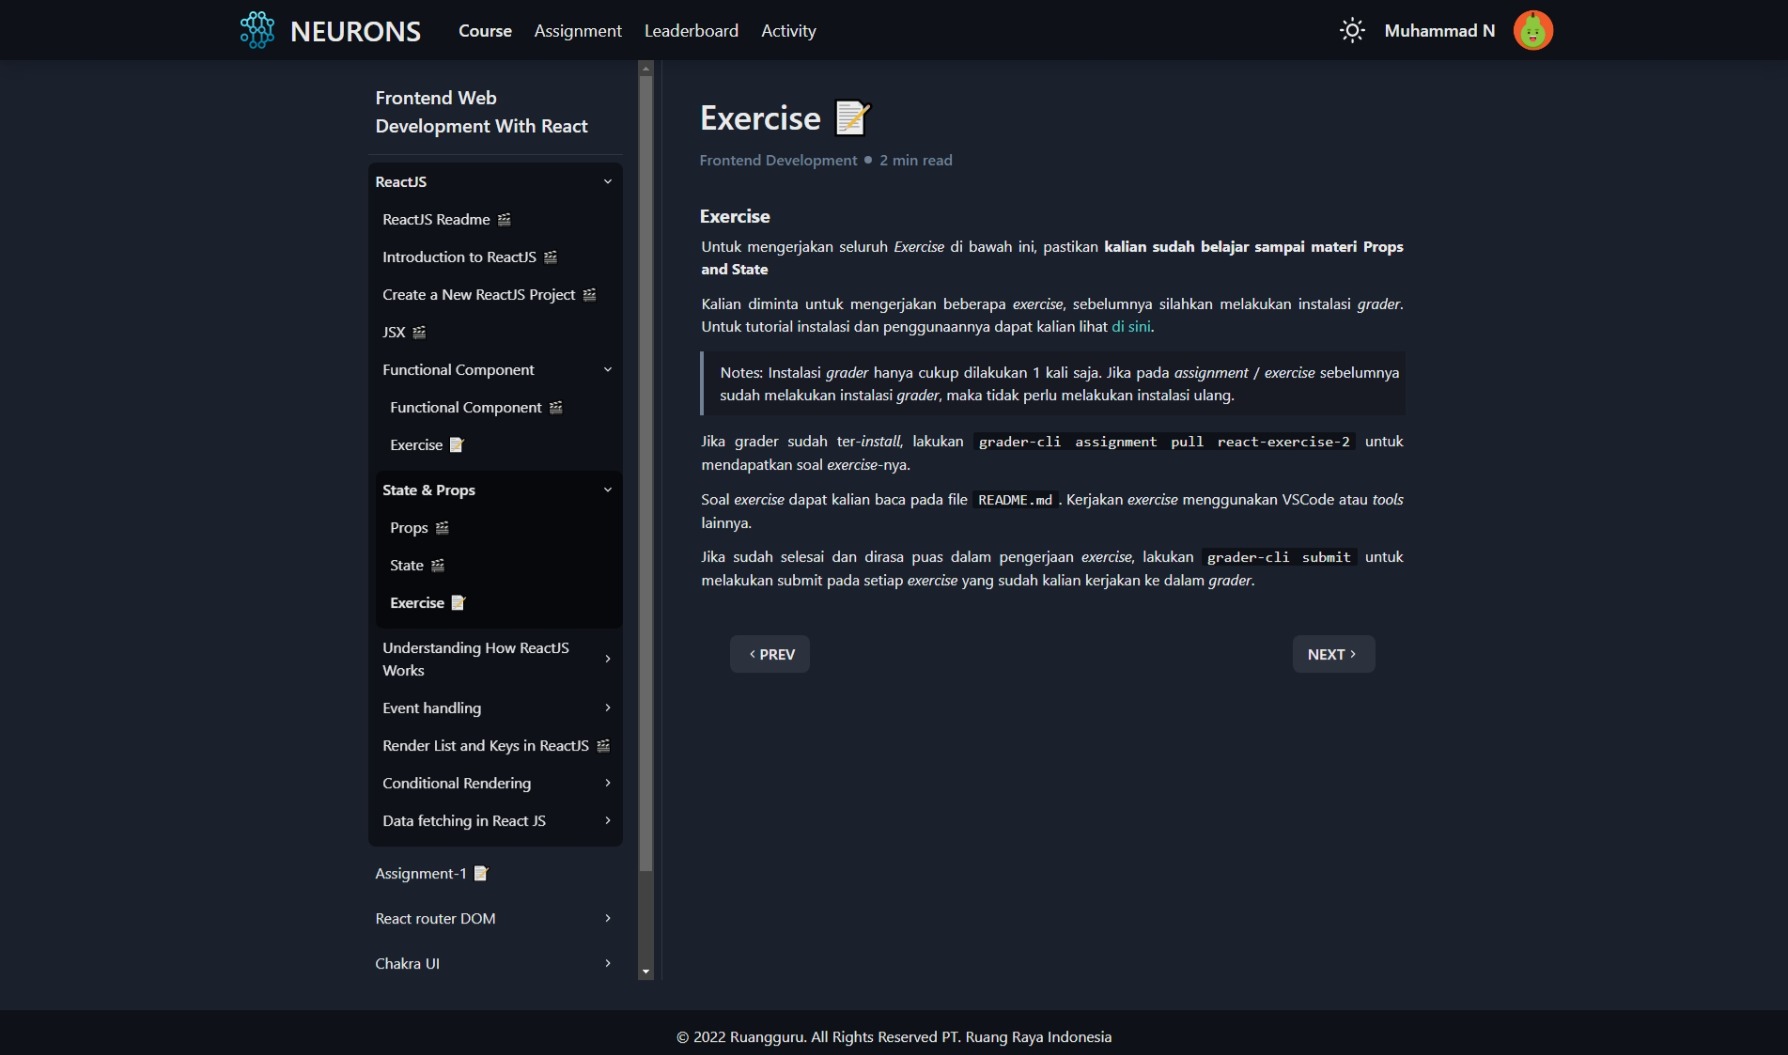 NEURONS
Course
Assignment
Leaderboard
Activity
Muhammad N
Frontend Web
Development With React
ReactJS
ReactJS Readme
Introduction to ReactJS
Create a New ReactJS Project
JSX
Functional Component
Functional Component
Exercise
State & Props
Props
State
Exercise
Understanding How ReactJS
Works
Event handling
Render List and Keys in ReactJS
Conditional Rendering
Data fetching in React JS
Assignment-1
React router DOM
Chakra UI
Exercise
Frontend Development • 2 min read
Exercise
Untuk mengerjakan seluruh Exercise di bawah ini, pastikan kalian sudah belajar sampai materi Props
and State
Kalian diminta untuk mengerjakan beberapa exercise, sebelumnya silahkan melakukan instalasi grader.
Untuk tutorial instalasi dan penggunaannya dapat kalian lihat di sini.
Notes: Instalasi grader hanya cukup dilakukan 1 kali saja. Jika pada assignment / exercise sebelumnya
sudah melakukan instalasi grader, maka tidak perlu melakukan instalasi ulang.
Jika grader sudah ter-install, lakukan grader-cli assignment pull react-exercise-2 untuk
mendapatkan soal exercise-nya.
Soal exercise dapat kalian baca pada file README.md . Kerjakan exercise menggunakan VSCode atau tools
lainnya.
Jika sudah selesai dan dirasa puas dalam pengerjaan exercise, lakukan grader-cli submit untuk
melakukan submit pada setiap exercise yang sudah kalian kerjakan ke dalam grader.
‹ PREV
NEXT ›
© 2022 Ruangguru. All Rights Reserved PT. Ruang Raya Indonesia